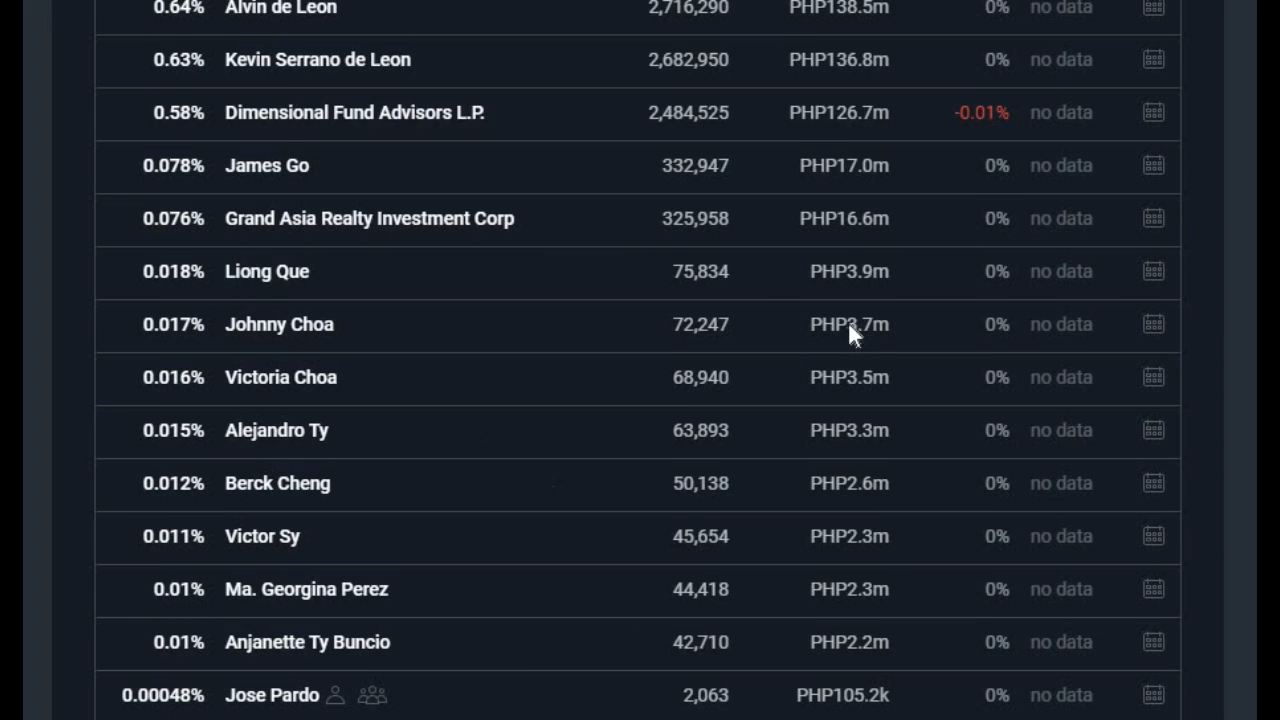 0.64% Alvin de Leon 2,716,290 PHP138.5m 0% no data
0.63% Kevin Serrano de Leon 2,682,950 PHP136.8m 0% no data
0.58% Dimensional Fund Advisors L.P. 2,484,525 PHP126.7m -0.01% no data
0.078% James Go 332,947 PHP17.0m 0% no data
0.076% Grand Asia Realty Investment Corp 325,958 PHP16.6m 0% no data
0.018% Liong Que 75,834 PHP3.9m 0% no data
0.017% Johnny Choa 72,247 PHP3.7m 0% no data
0.016% Victoria Choa 68,940 PHP3.5m 0% no data
0.015% Alejandro Ty 63,893 PHP3.3m 0% no data
0.012% Berck Cheng 50,138 PHP2.6m 0% no data
0.011% Victor Sy 45,654 PHP2.3m 0% no data
0.01% Ma. Georgina Perez 44,418 PHP2.3m 0% no data
0.01% Anjanette Ty Buncio 42,710 PHP2.2m 0% no data
0.00048% Jose Pardo 2,063 PHP105.2k 0% no data